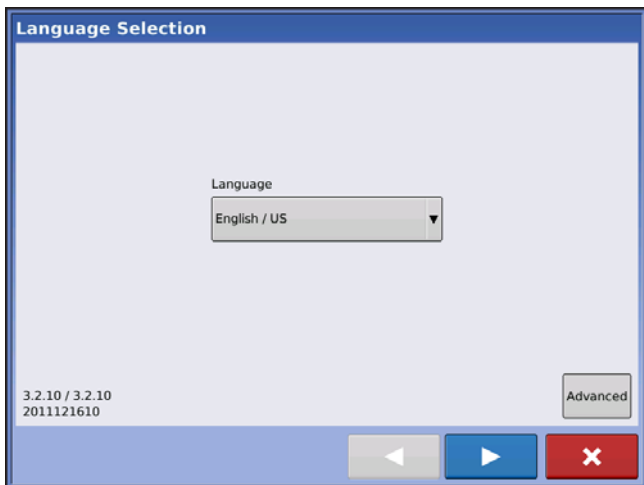 Language Selection
Language
English / US
3.2.10 / 3.2.10
2011121610
Advanced